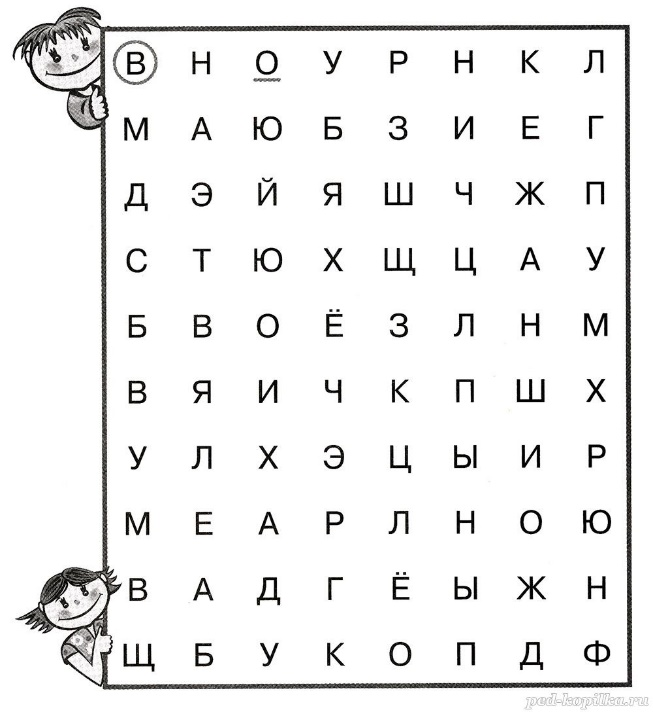 В Н О У Р Н К Л
М А Ю Б З И Е Г
Д Э Й Я Ш Ч Ж П
С Т Ю Х Щ Ц А У
Б В О Ё З Л Н М
В Я И Ч К П Ш Х
У Л Х Э Ц Ы И Р
М Е А Р Л Н О Ю
В А Д Г Ё Ы Ж Н
Щ Б У К О П Д Ф
ped-kopilka.ru